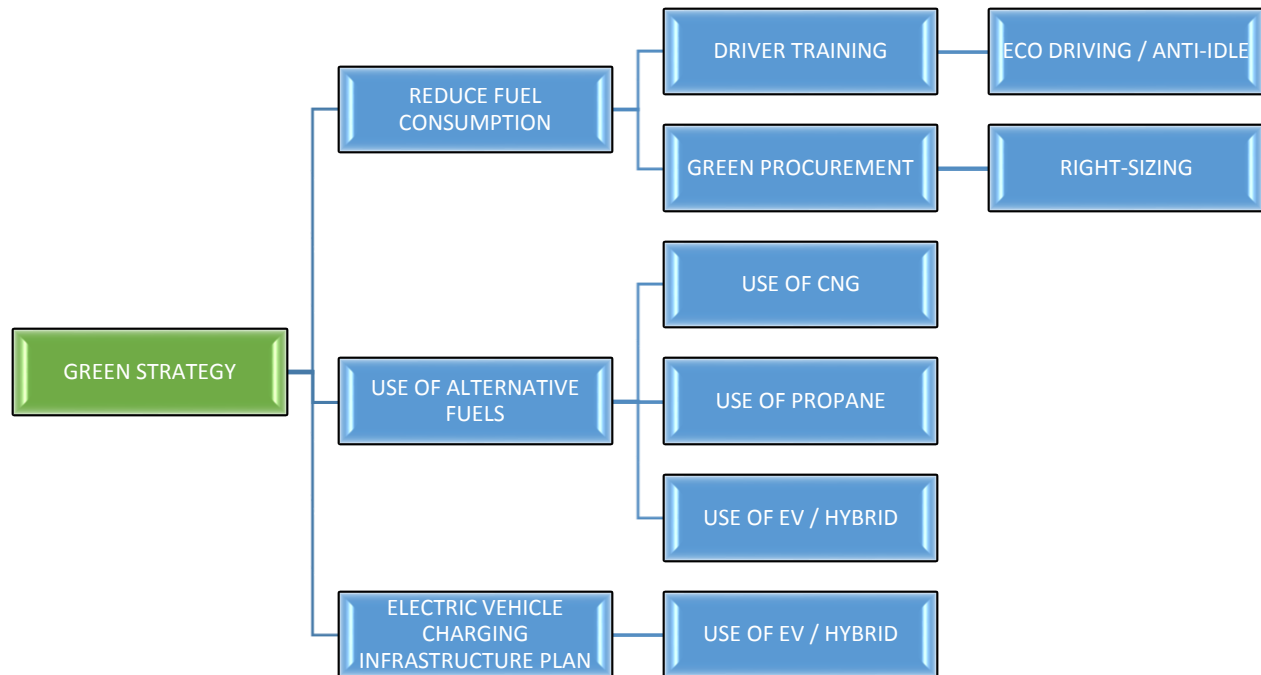 GREEN STRATEGY
REDUCE FUEL
CONSUMPTION
DRIVER TRAINING
ECO DRIVING / ANTI-IDLE
GREEN PROCUREMENT
RIGHT-SIZING
USE OF ALTERNATIVE
FUELS
USE OF CNG
USE OF PROPANE
USE OF EV / HYBRID
ELECTRIC VEHICLE
CHARGING
INFRASTRUCTURE PLAN
USE OF EV / HYBRID